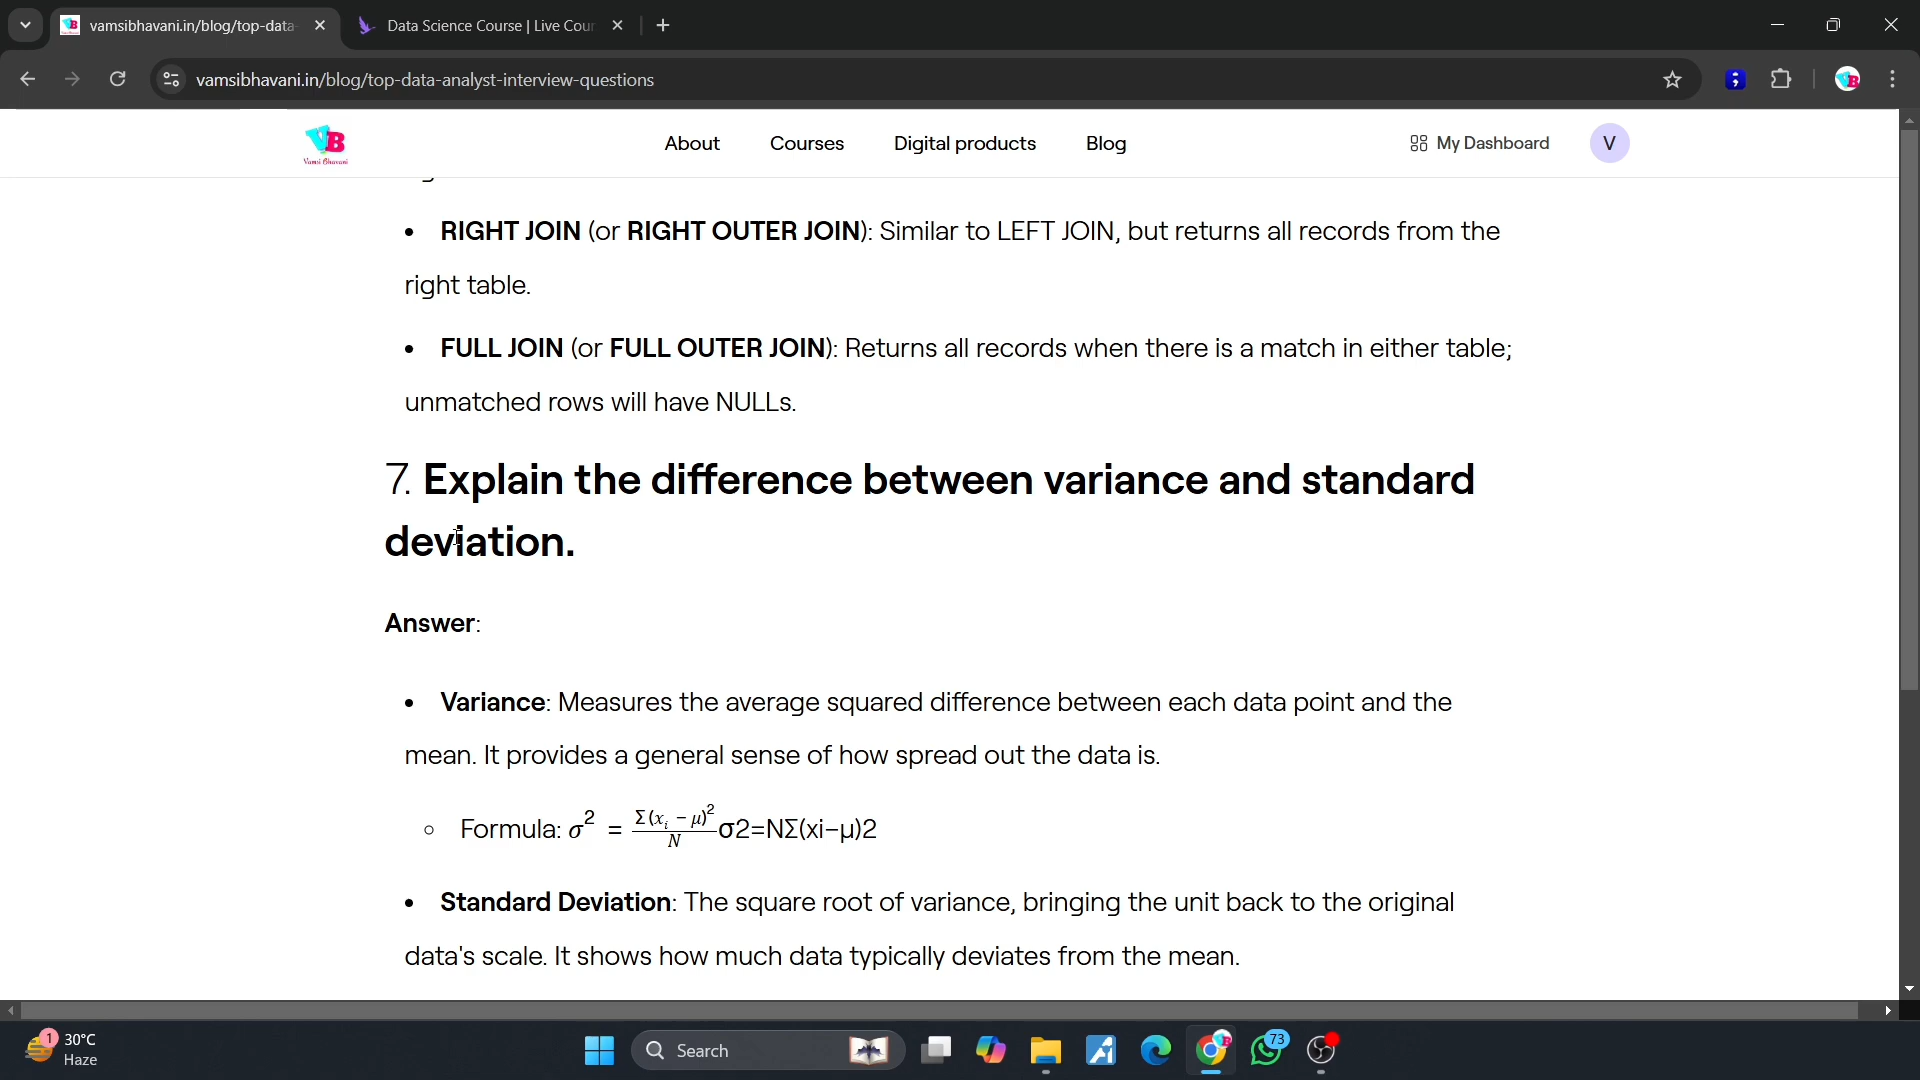 vamsibhavani.in/blog/top-data-
Data Science Course | Live Cour
vamsibhavani.in/blog/top-data-analyst-interview-questions
VB
Vamsi Bhavani
About
Courses
Digital products
Blog
My Dashboard
V
• RIGHT JOIN (or RIGHT OUTER JOIN): Similar to LEFT JOIN, but returns all records from the
right table.
• FULL JOIN (or FULL OUTER JOIN): Returns all records when there is a match in either table;
unmatched rows will have NULLs.
7. Explain the difference between variance and standard
deviation.
Answer:
• Variance: Measures the average squared difference between each data point and the
mean. It provides a general sense of how spread out the data is.
○ Formula: σ² = Σ(xᵢ − μ)²/N σ2=NΣ(xi−μ)2
• Standard Deviation: The square root of variance, bringing the unit back to the original
data's scale. It shows how much data typically deviates from the mean.
1
30°C
Haze
Search
73